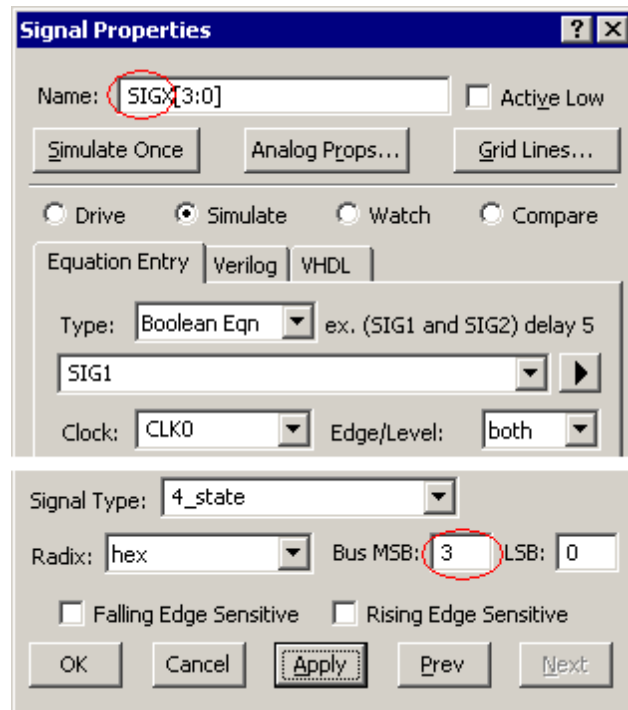 Signal Properties
Name: SIGX[3:0] Active Low
Simulate Once Analog Props... Grid Lines...
Drive Simulate Watch Compare
Equation Entry Verilog VHDL
Type: Boolean Eqn ex. (SIG1 and SIG2) delay 5
SIG1
Clock: CLK0 Edge/Level: both
Signal Type: 4_state
Radix: hex Bus MSB: 3 LSB: 0
Falling Edge Sensitive Rising Edge Sensitive
OK Cancel Apply Prev Next